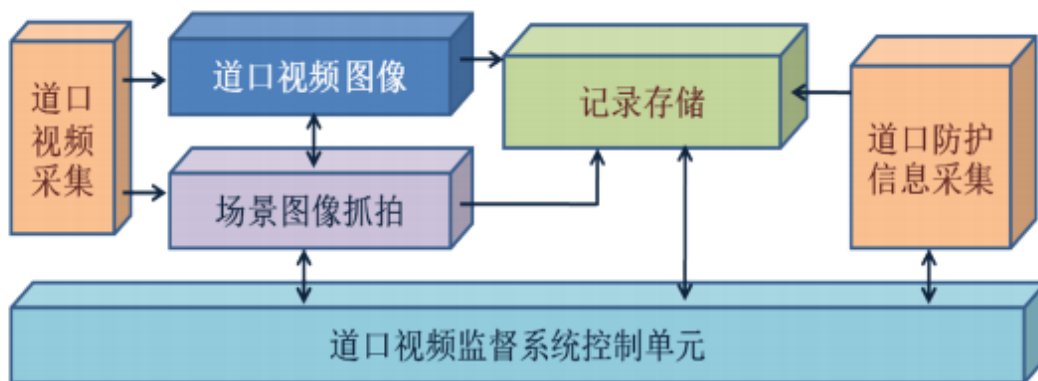 道口
视频
采集
道口视频图像
场景图像抓拍
记录存储
道口防护
信息采集
道口视频监督系统控制单元